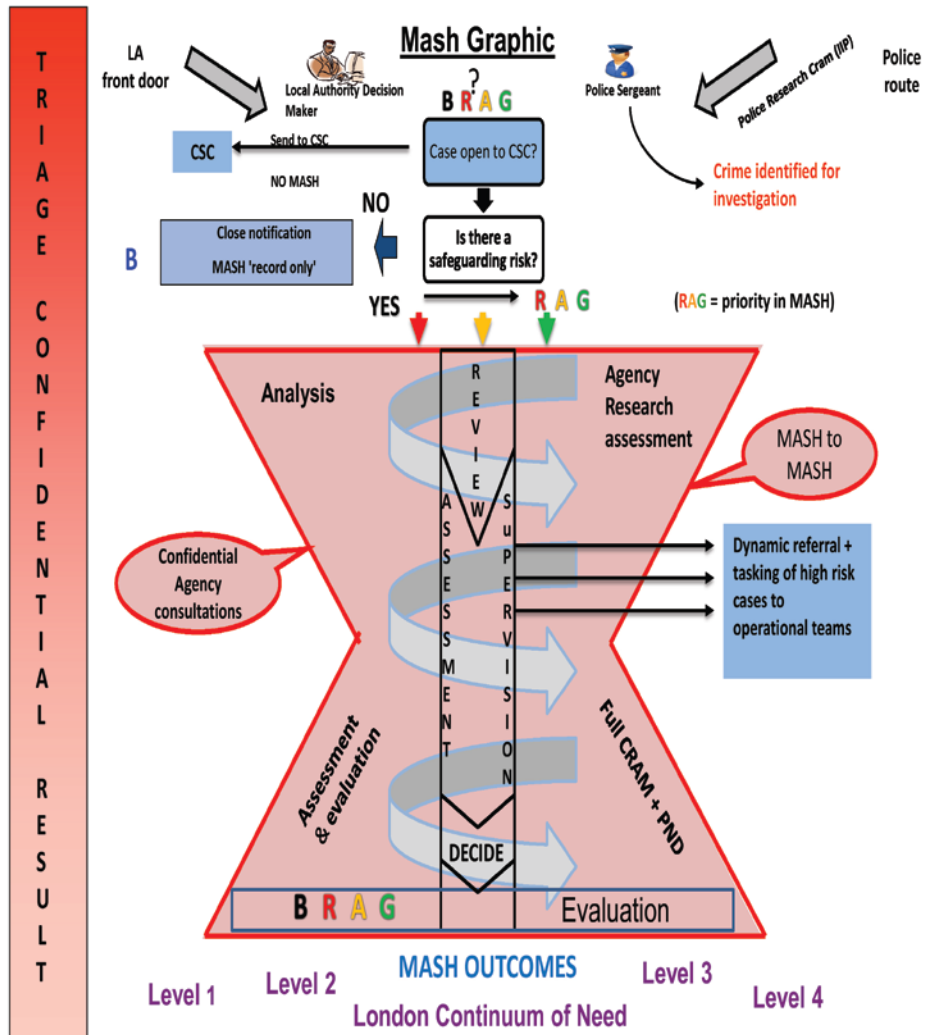 TRIAGE CONFIDENTIAL RESULT
Mash Graphic
LA
front door
Local Authority Decision
Maker
?
BRAG
Police Sergeant
Police Research Cram (IIP)
Police
route
CSC
Send to CSC
NO MASH
Case open to CSC?
Crime identified for
investigation
B
Close notification
MASH 'record only'
NO
Is there a
safeguarding risk?
YES
RAG
(RAG = priority in MASH)
Analysis
REVIEW
Agency
Research
assessment
MASH to
MASH
ASSESSMENT
SuPERVISION
Confidential
Agency
consultations
Dynamic referral +
tasking of high risk
cases to
operational teams
Assessment
& evaluation
Full CRAM + PND
DECIDE
BRAG
Evaluation
MASH OUTCOMES
Level 1
Level 2
Level 3
Level 4
London Continuum of Need